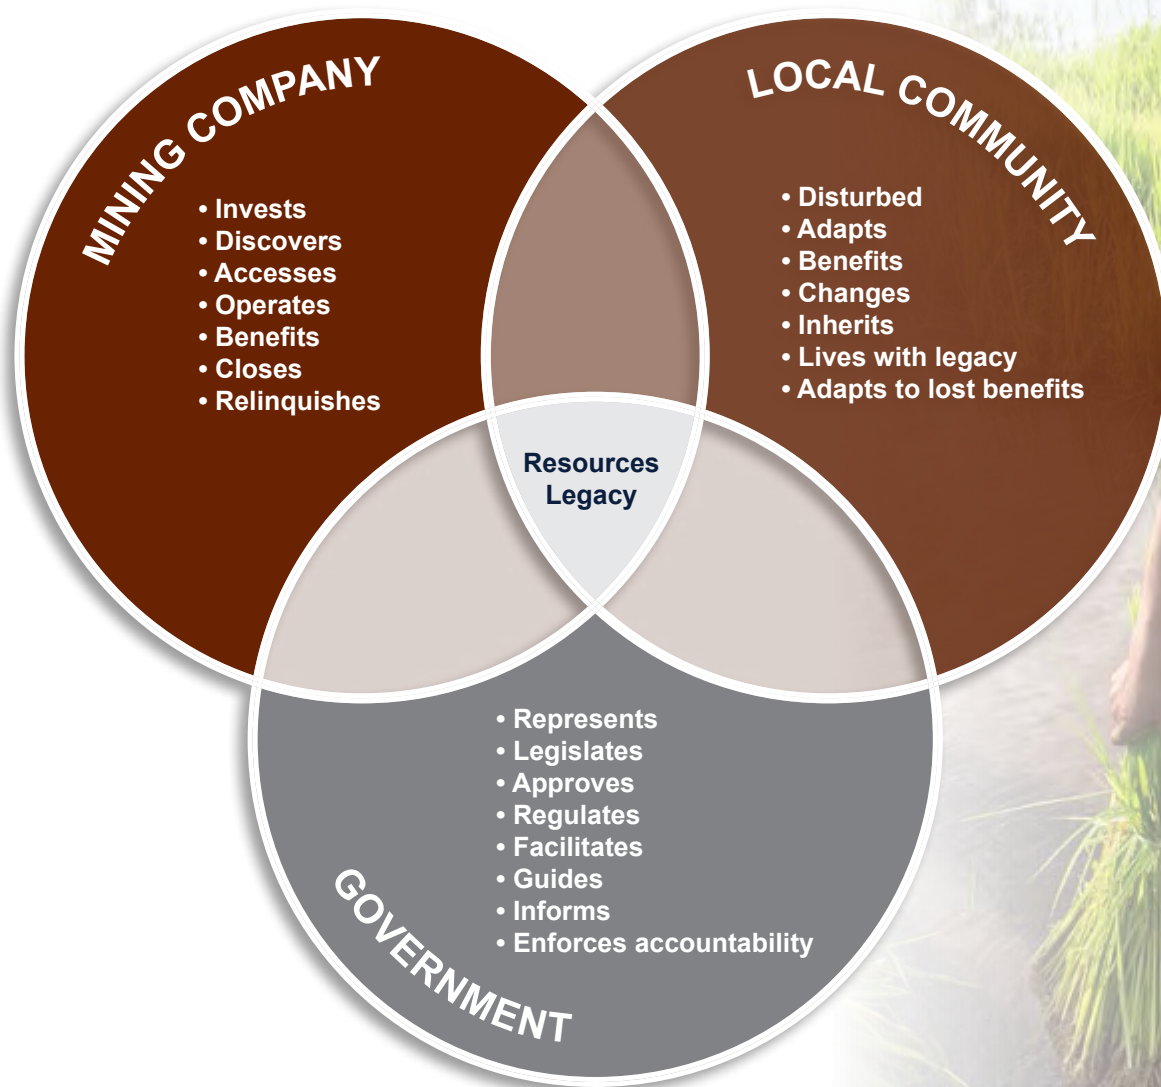 MINING COMPANY
• Invests
• Discovers
• Accesses
• Operates
• Benefits
• Closes
• Relinquishes
LOCAL COMMUNITY
• Disturbed
• Adapts
• Benefits
• Changes
• Inherits
• Lives with legacy
• Adapts to lost benefits
Resources
Legacy
• Represents
• Legislates
• Approves
• Regulates
• Facilitates
• Guides
• Informs
• Enforces accountability
GOVERNMENT